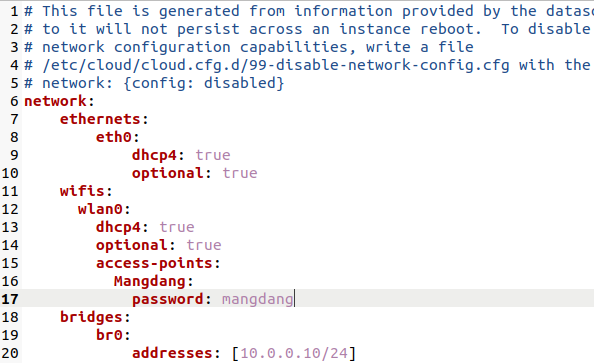 1 # This file is generated from information provided by the datasc
2 # to it will not persist across an instance reboot.  To disable
3 # network configuration capabilities, write a file
4 # /etc/cloud/cloud.cfg.d/99-disable-network-config.cfg with the
5 # network: {config: disabled}
6 network:
7     ethernets:
8         eth0:
9             dhcp4: true
10             optional: true
11     wifis:
12       wlan0:
13         dhcp4: true
14         optional: true
15         access-points:
16           Mangdang:
17             password: mangdang
18     bridges:
19         br0:
20             addresses: [10.0.0.10/24]